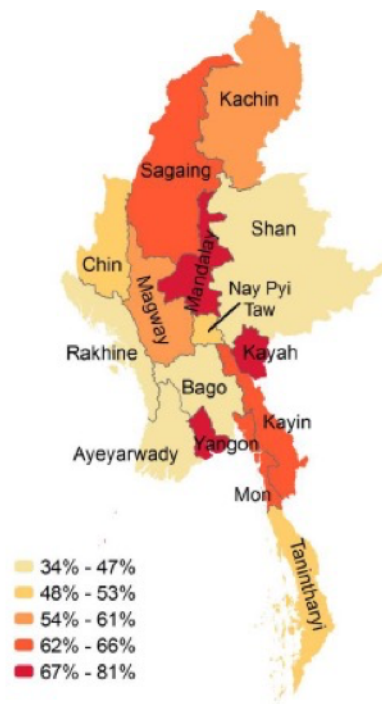 Kachin
Sagaing
Shan
Mandalay
Chin
Nay Pyi
Taw
Magway
Rakhine
Kayah
Bago
Kayin
Yangon
Ayeyarwady
Mon
Tanintharyi
34% - 47%
48% - 53%
54% - 61%
62% - 66%
67% - 81%